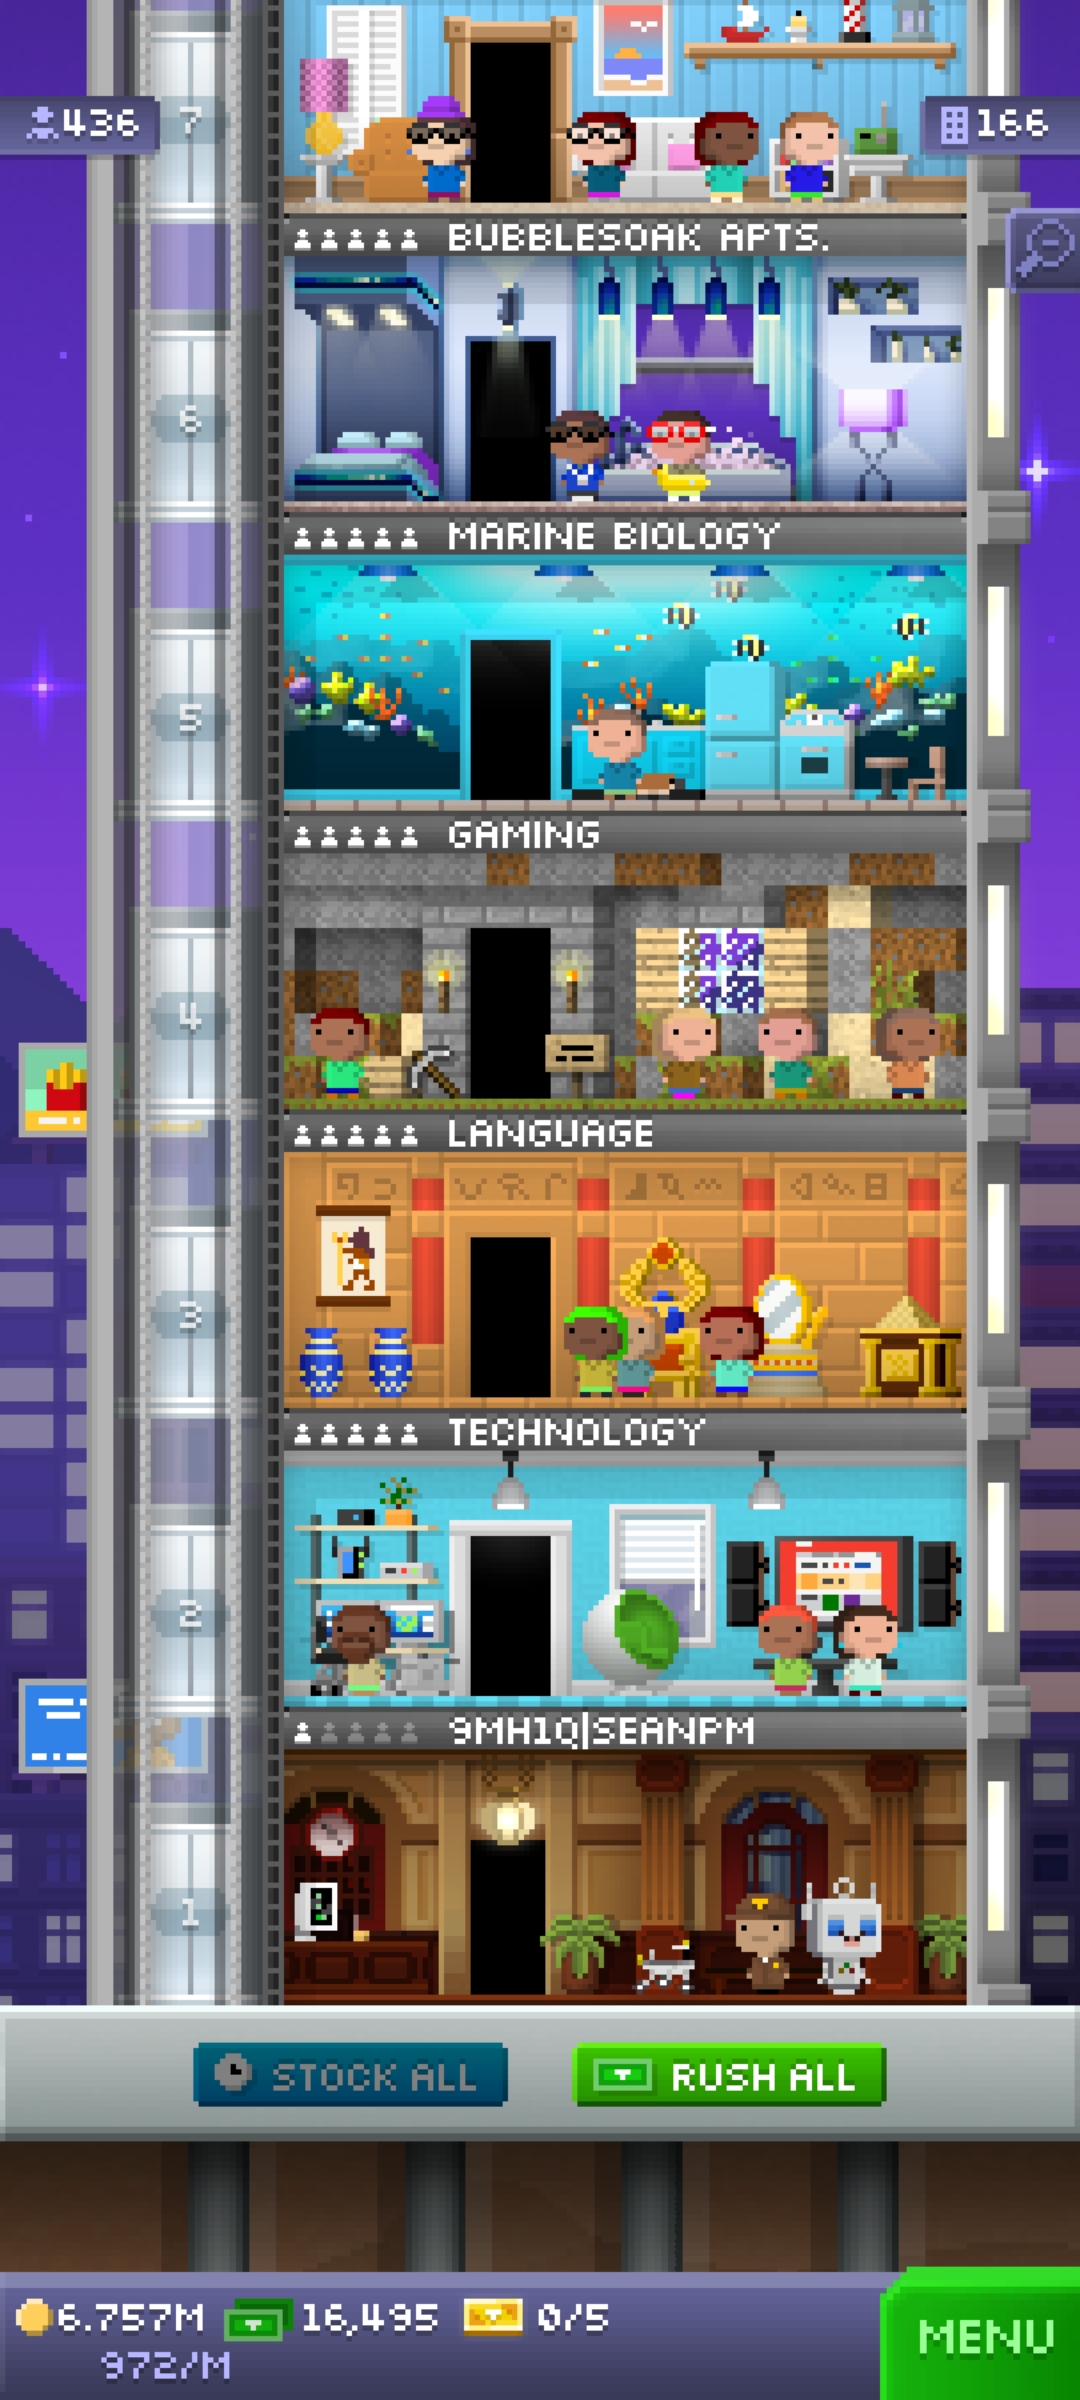 7
436
166
BUBBLESOAK APTS.
6
MARINE BIOLOGY
5
GAMING
4
LANGUAGE
3
TECHNOLOGY
2
9MH1Q|SEANPM
1
STOCK ALL
RUSH ALL
6.757M
16,495
0/5
972/M
MENU